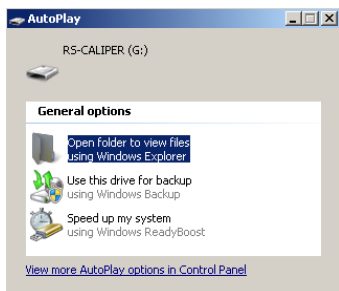 AutoPlay
RS-CALIPER (G:)
General options
Open folder to view files
using Windows Explorer
Use this drive for backup
using Windows Backup
Speed up my system
using Windows ReadyBoost
View more AutoPlay options in Control Panel